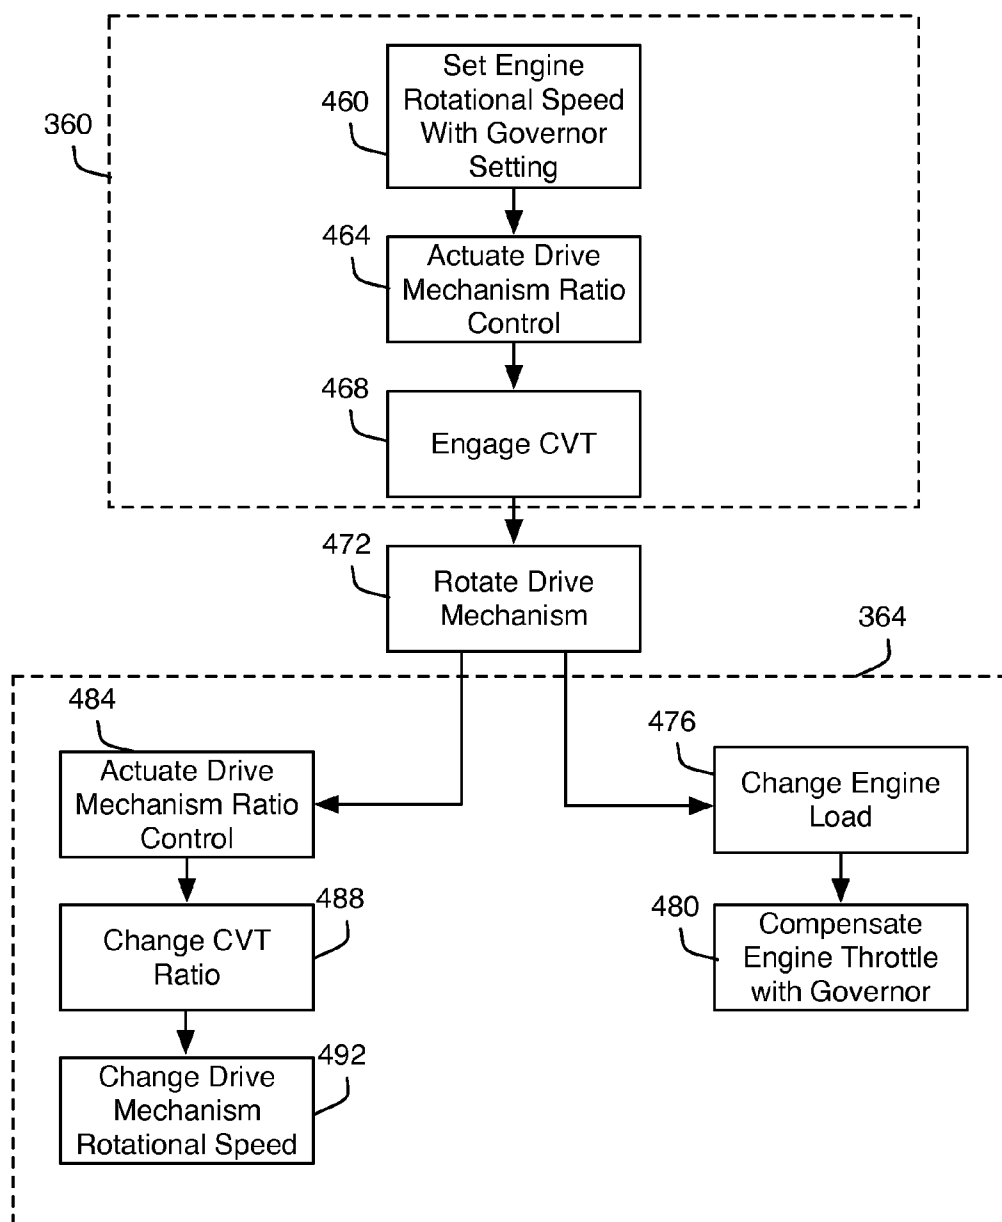 Set Engine
Rotational Speed
With Governor
Setting
460
360
464
Actuate Drive
Mechanism Ratio
Control
468
Engage CVT
472
Rotate Drive
Mechanism
364
484
Actuate Drive
Mechanism Ratio
Control
476
Change Engine
Load
488
Change CVT
Ratio
480
Compensate
Engine Throttle
with Governor
492
Change Drive
Mechanism
Rotational Speed